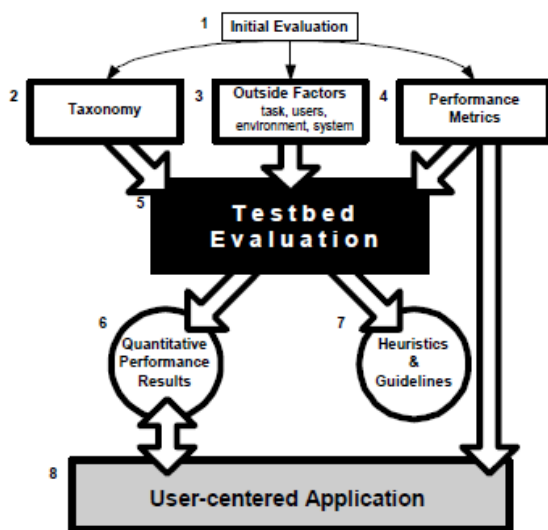 1
Initial Evaluation
2
Taxonomy
3
Outside Factors
task, users,
environment, system
4
Performance
Metrics
5
Testbed
Evaluation
6
Quantitative
Performance
Results
7
Heuristics
&
Guidelines
8
User-centered Application